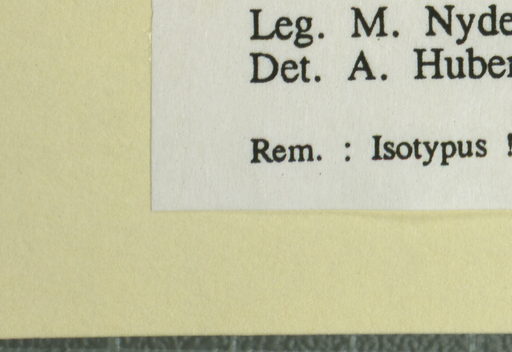 Leg. M. Nyde
Det. A. Huber
Rem. : Isotypus !